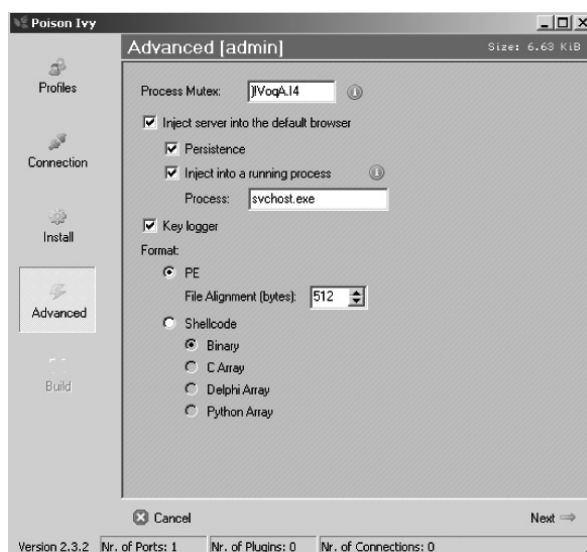 Poison Ivy
Advanced [admin]
Size: 6.63 KiB
Profiles
Connection
Install
Advanced
Build
Process Mutex: )!VoqA.I4
Inject server into the default browser
Persistence
Inject into a running process
Process: svchost.exe
Key logger
Format:
PE
File Alignment (bytes): 512
Shellcode
Binary
C Array
Delphi Array
Python Array
Cancel
Next
Version 2.3.2
Nr. of Ports: 1
Nr. of Plugins: 0
Nr. of Connections: 0